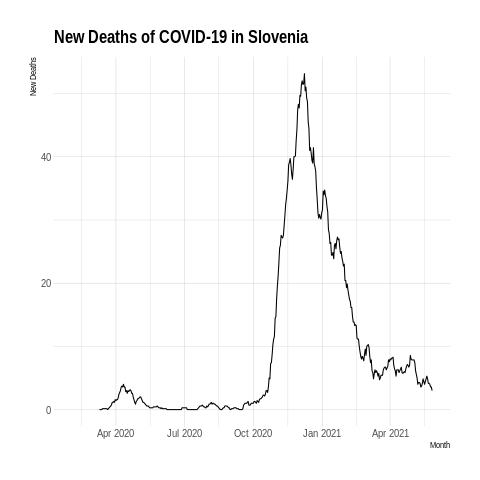 New Deaths of COVID-19 in Slovenia
New Deaths
40
20
0
Apr 2020 Jul 2020 Oct 2020 Jan 2021 Apr 2021
Month